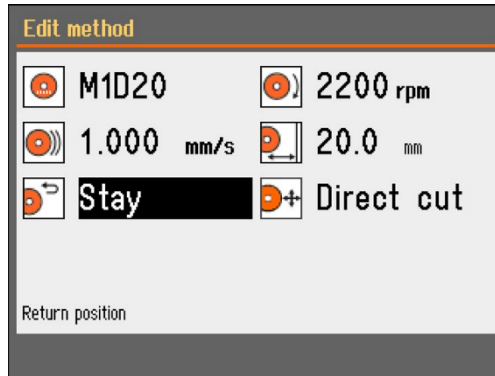 Edit method
M1D20
2200 rpm
1.000 mm/s
20.0 mm
Stay
Direct cut
Return position